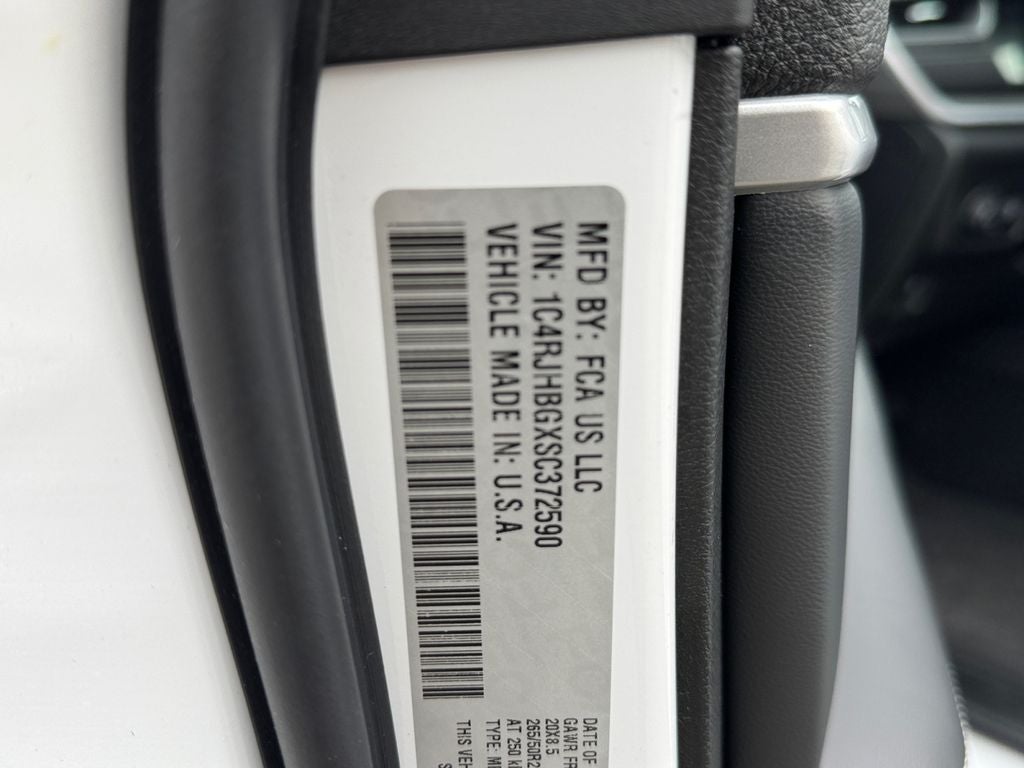 MFD BY: FCA US LLC
VIN: 1C4RJHBGXSC372590
VEHICLE MADE IN: U.S.A.
DATE OF
GAWR FR
20X8.5
265/50R2
AT 250 k
TYPE:
THIS VEH